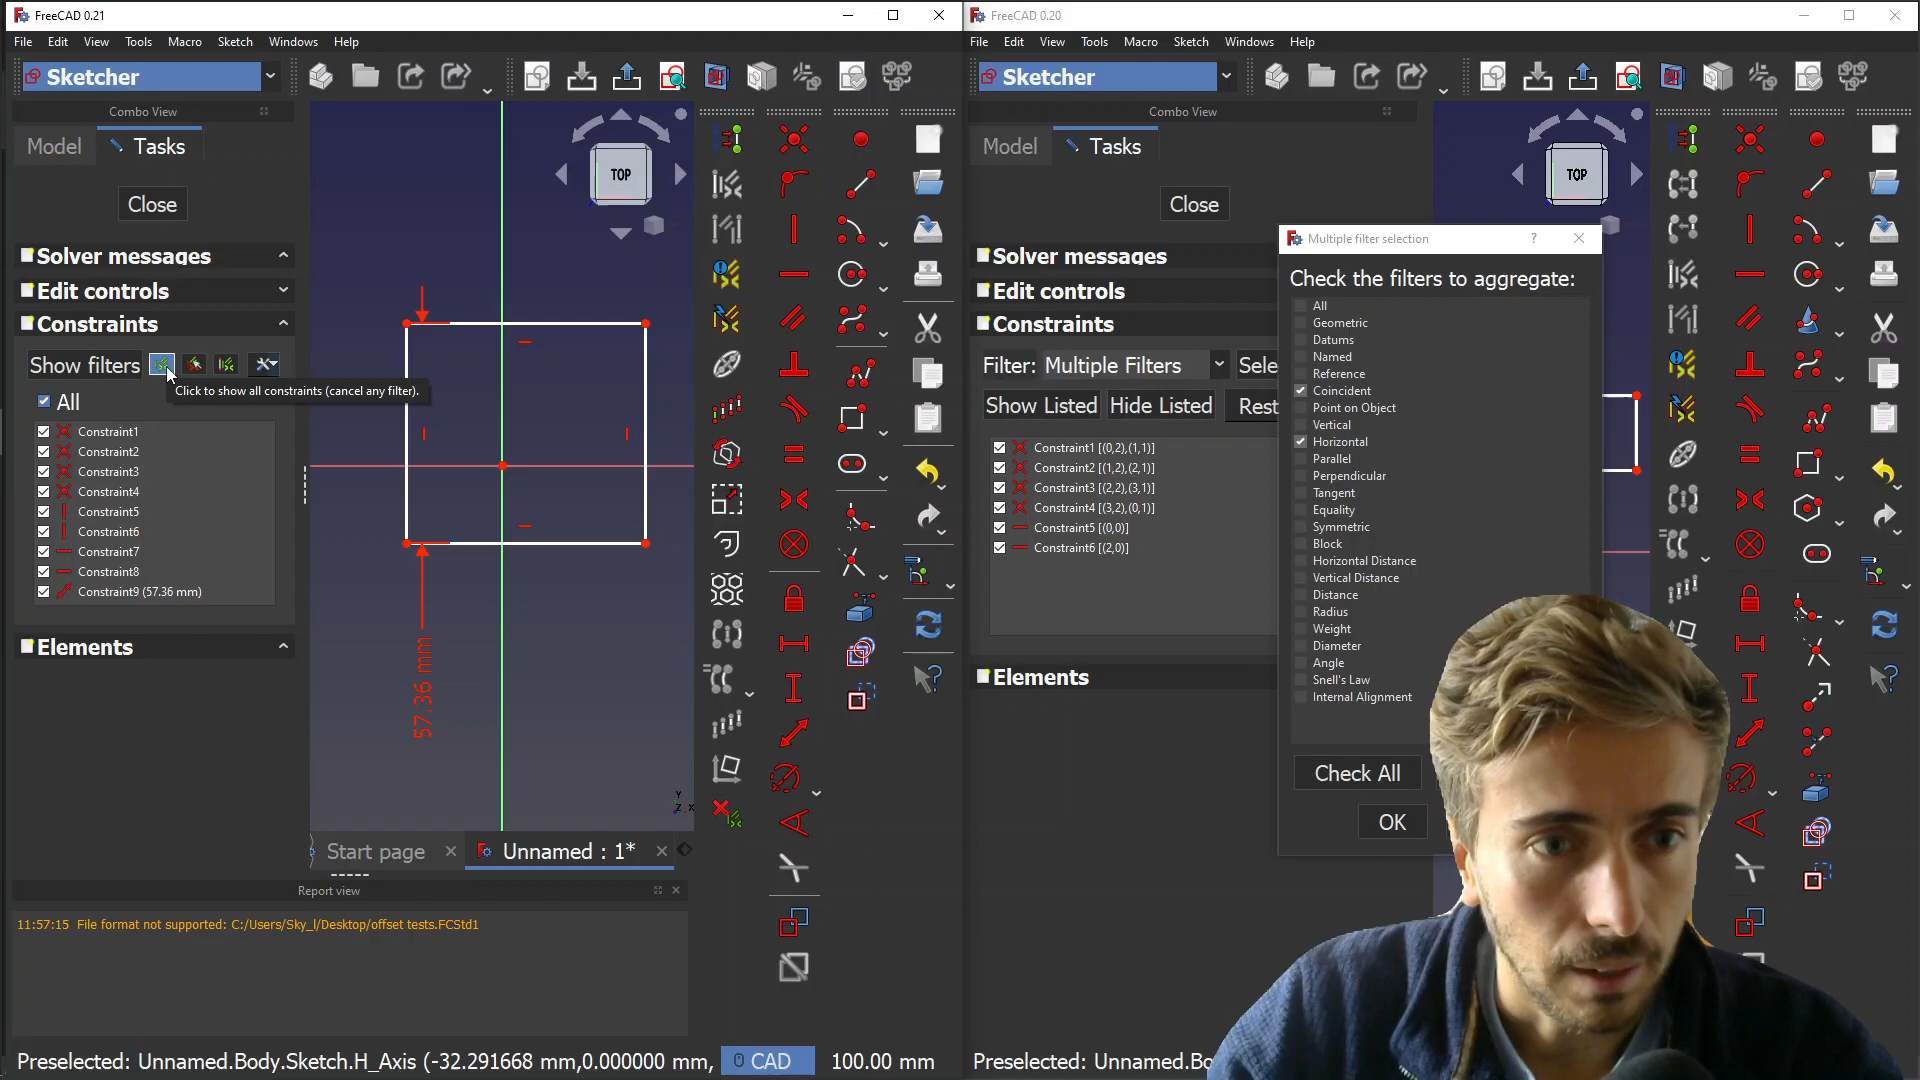 FreeCAD 0.21
File Edit View Tools Macro Sketch Windows Help
Sketcher
Combo View
Model Tasks
Close
Solver messages
Edit controls
Constraints
Show filters
Click to show all constraints (cancel any filter).
All
Constraint1
Constraint2
Constraint3
Constraint4
Constraint5
Constraint6
Constraint7
Constraint8
Constraint9 (57.36 mm)
Elements
TOP
57.36 mm
Y
Z X
Start page Unnamed : 1*
Report view
11:57:15 File format not supported: C:/Users/Sky_l/Desktop/offset tests.FCStd1
Preselected: Unnamed.Body.Sketch.H_Axis (-32.291668 mm,0.000000 mm, CAD 100.00 mm
FreeCAD 0.20
File Edit View Tools Macro Sketch Windows Help
Sketcher
Combo View
Model Tasks
Close
Solver messages
Edit controls
Constraints
Filter: Multiple Filters Sele
Show Listed Hide Listed Rest
Constraint1 [(0,2),(1,1)]
Constraint2 [(1,2),(2,1)]
Constraint3 [(2,2),(3,1)]
Constraint4 [(3,2),(0,1)]
Constraint5 [(0,0)]
Constraint6 [(2,0)]
Elements
TOP
Multiple filter selection ?
Check the filters to aggregate:
All
Geometric
Datums
Named
Reference
Coincident
Point on Object
Vertical
Horizontal
Parallel
Perpendicular
Tangent
Equality
Symmetric
Block
Horizontal Distance
Vertical Distance
Distance
Radius
Weight
Diameter
Angle
Snell's Law
Internal Alignment
Check All
OK
Preselected: Unnamed.Bo